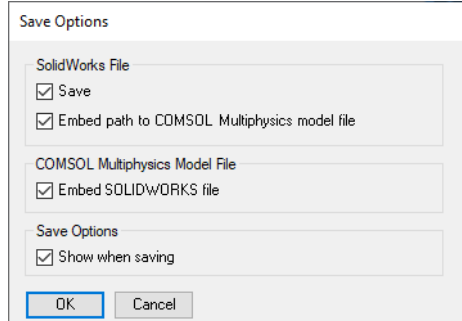 Save Options
SolidWorks File
Save
Embed path to COMSOL Multiphysics model file
COMSOL Multiphysics Model File
Embed SOLIDWORKS file
Save Options
Show when saving
OK Cancel